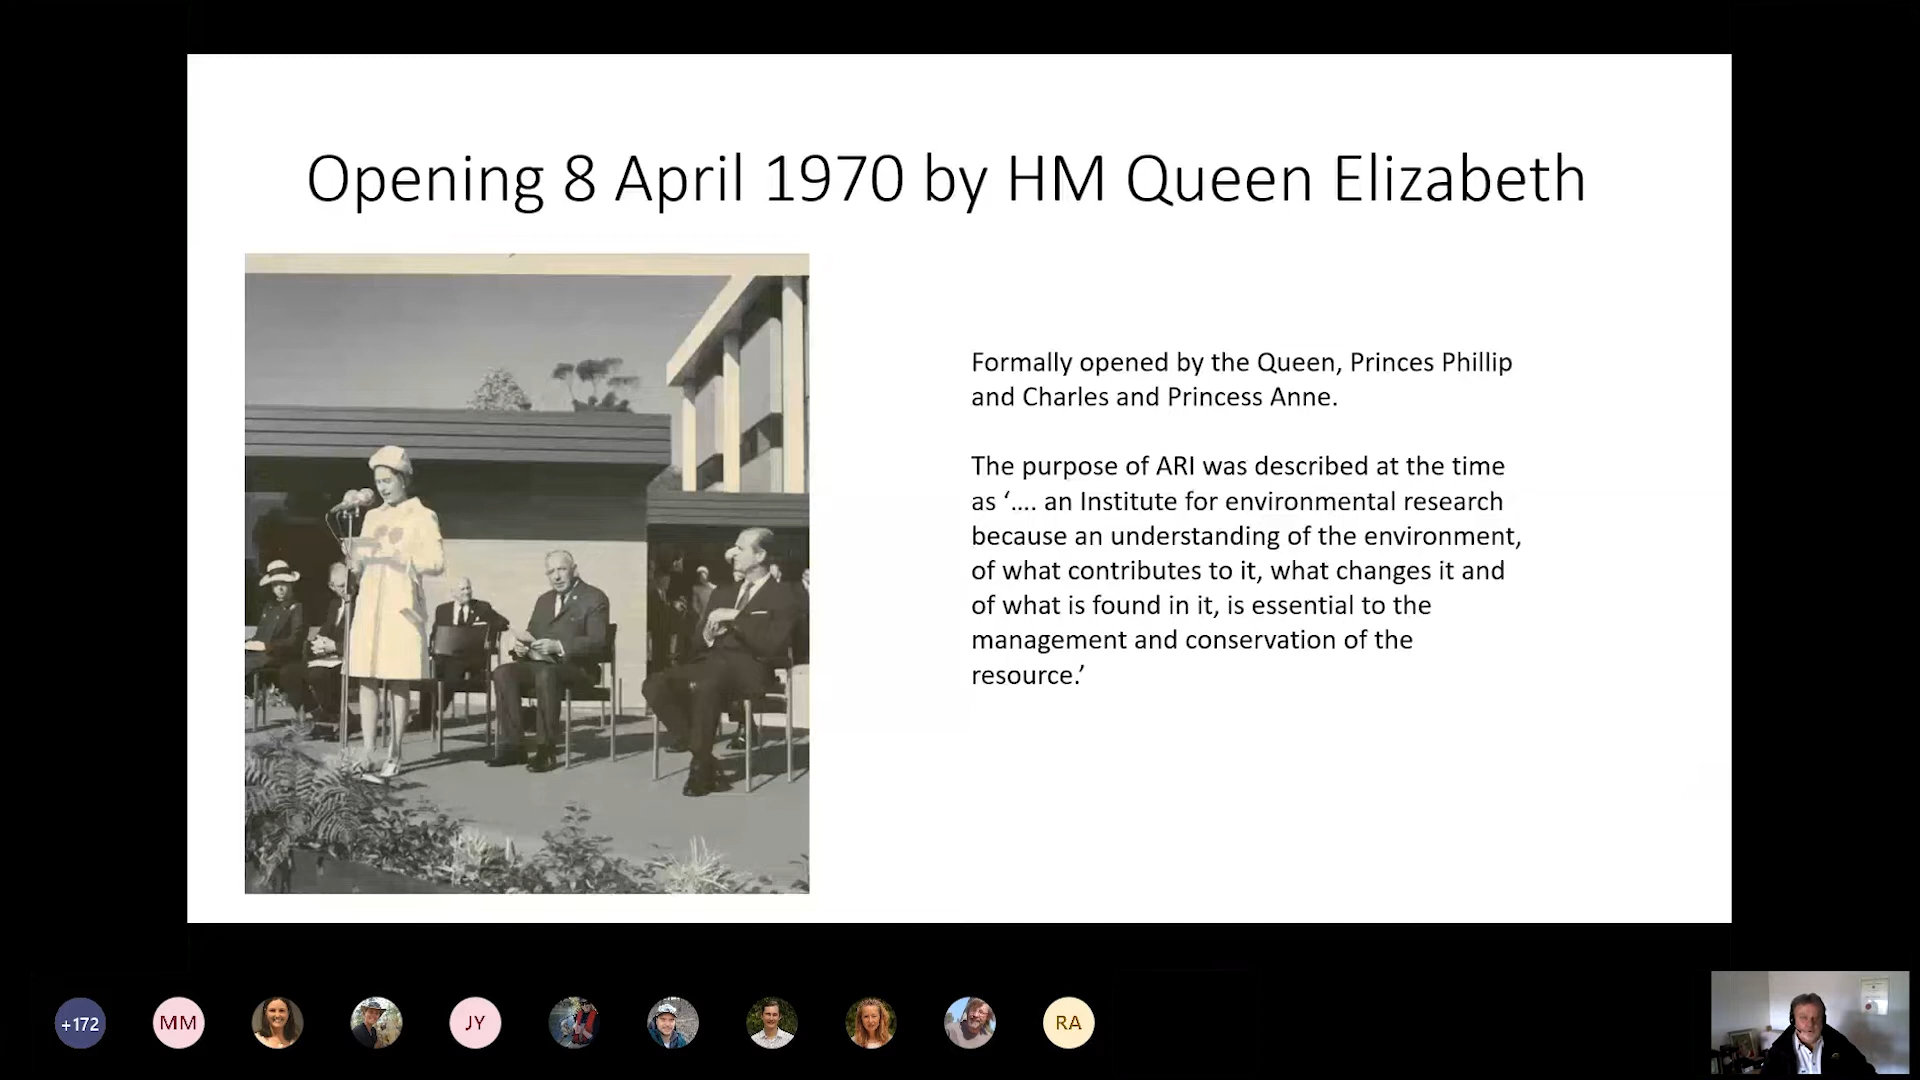 Opening 8 April 1970 by HM Queen Elizabeth
Formally opened by the Queen, Princes Phillip
and Charles and Princess Anne.
The purpose of ARI was described at the time
as ‘…. an Institute for environmental research
because an understanding of the environment,
of what contributes to it, what changes it and
of what is found in it, is essential to the
management and conservation of the
resource.’
+172
MM
JY
RA